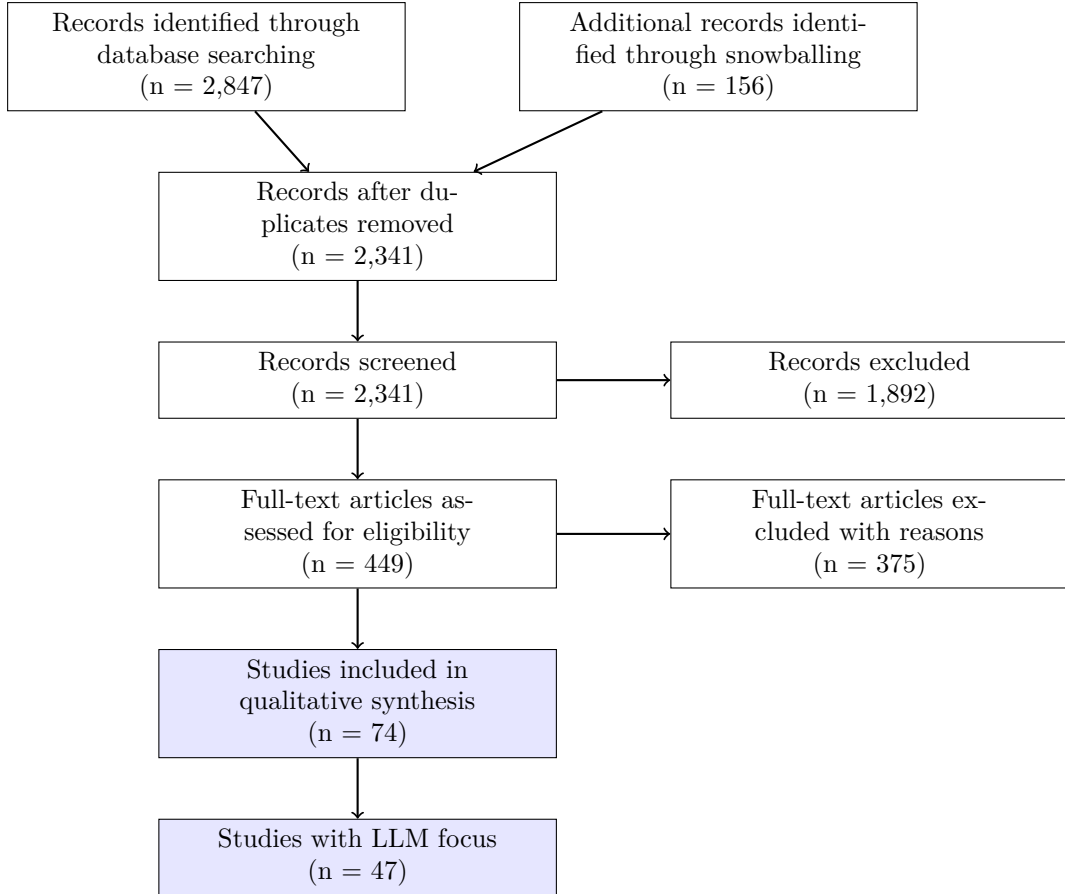 Records identified through
database searching
(n = 2,847)
Additional records identi-
fied through snowballing
(n = 156)
Records after du-
plicates removed
(n = 2,341)
Records screened
(n = 2,341)
Records excluded
(n = 1,892)
Full-text articles as-
sessed for eligibility
(n = 449)
Full-text articles ex-
cluded with reasons
(n = 375)
Studies included in
qualitative synthesis
(n = 74)
Studies with LLM focus
(n = 47)